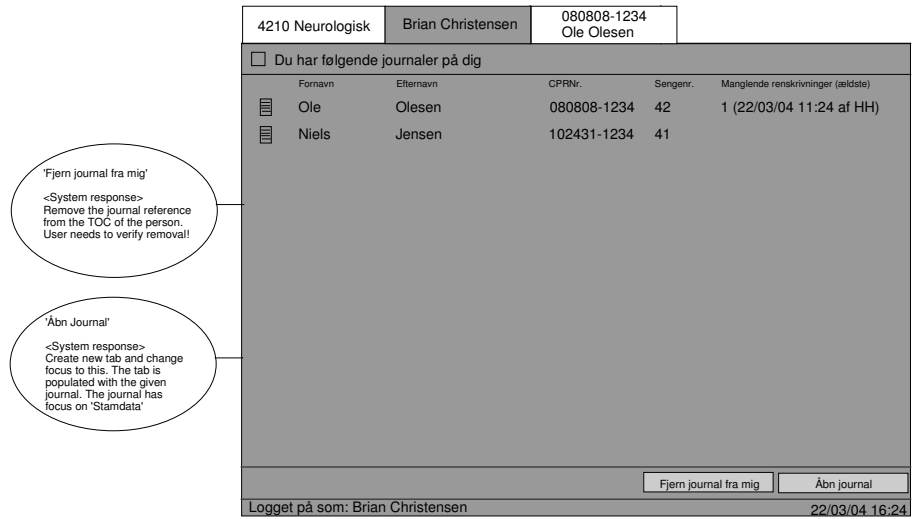 4210 Neurologisk
Brian Christensen
080808-1234
Ole Olesen
Du har følgende journaler på dig
Fornavn Efternavn CPRNr. Sengenr. Manglende renskrivninger (ældste)
Ole Olesen 080808-1234 42 1 (22/03/04 11:24 af HH)
Niels Jensen 102431-1234 41
'Fjern journal fra mig'
<System response>
Remove the journal reference
from the TOC of the person.
User needs to verify removal!
'Åbn Journal'
<System response>
Create new tab and change
focus to this. The tab is
populated with the given
journal. The journal has
focus on 'Stamdata'
Fjern journal fra mig
Åbn journal
Logget på som: Brian Christensen
22/03/04 16:24